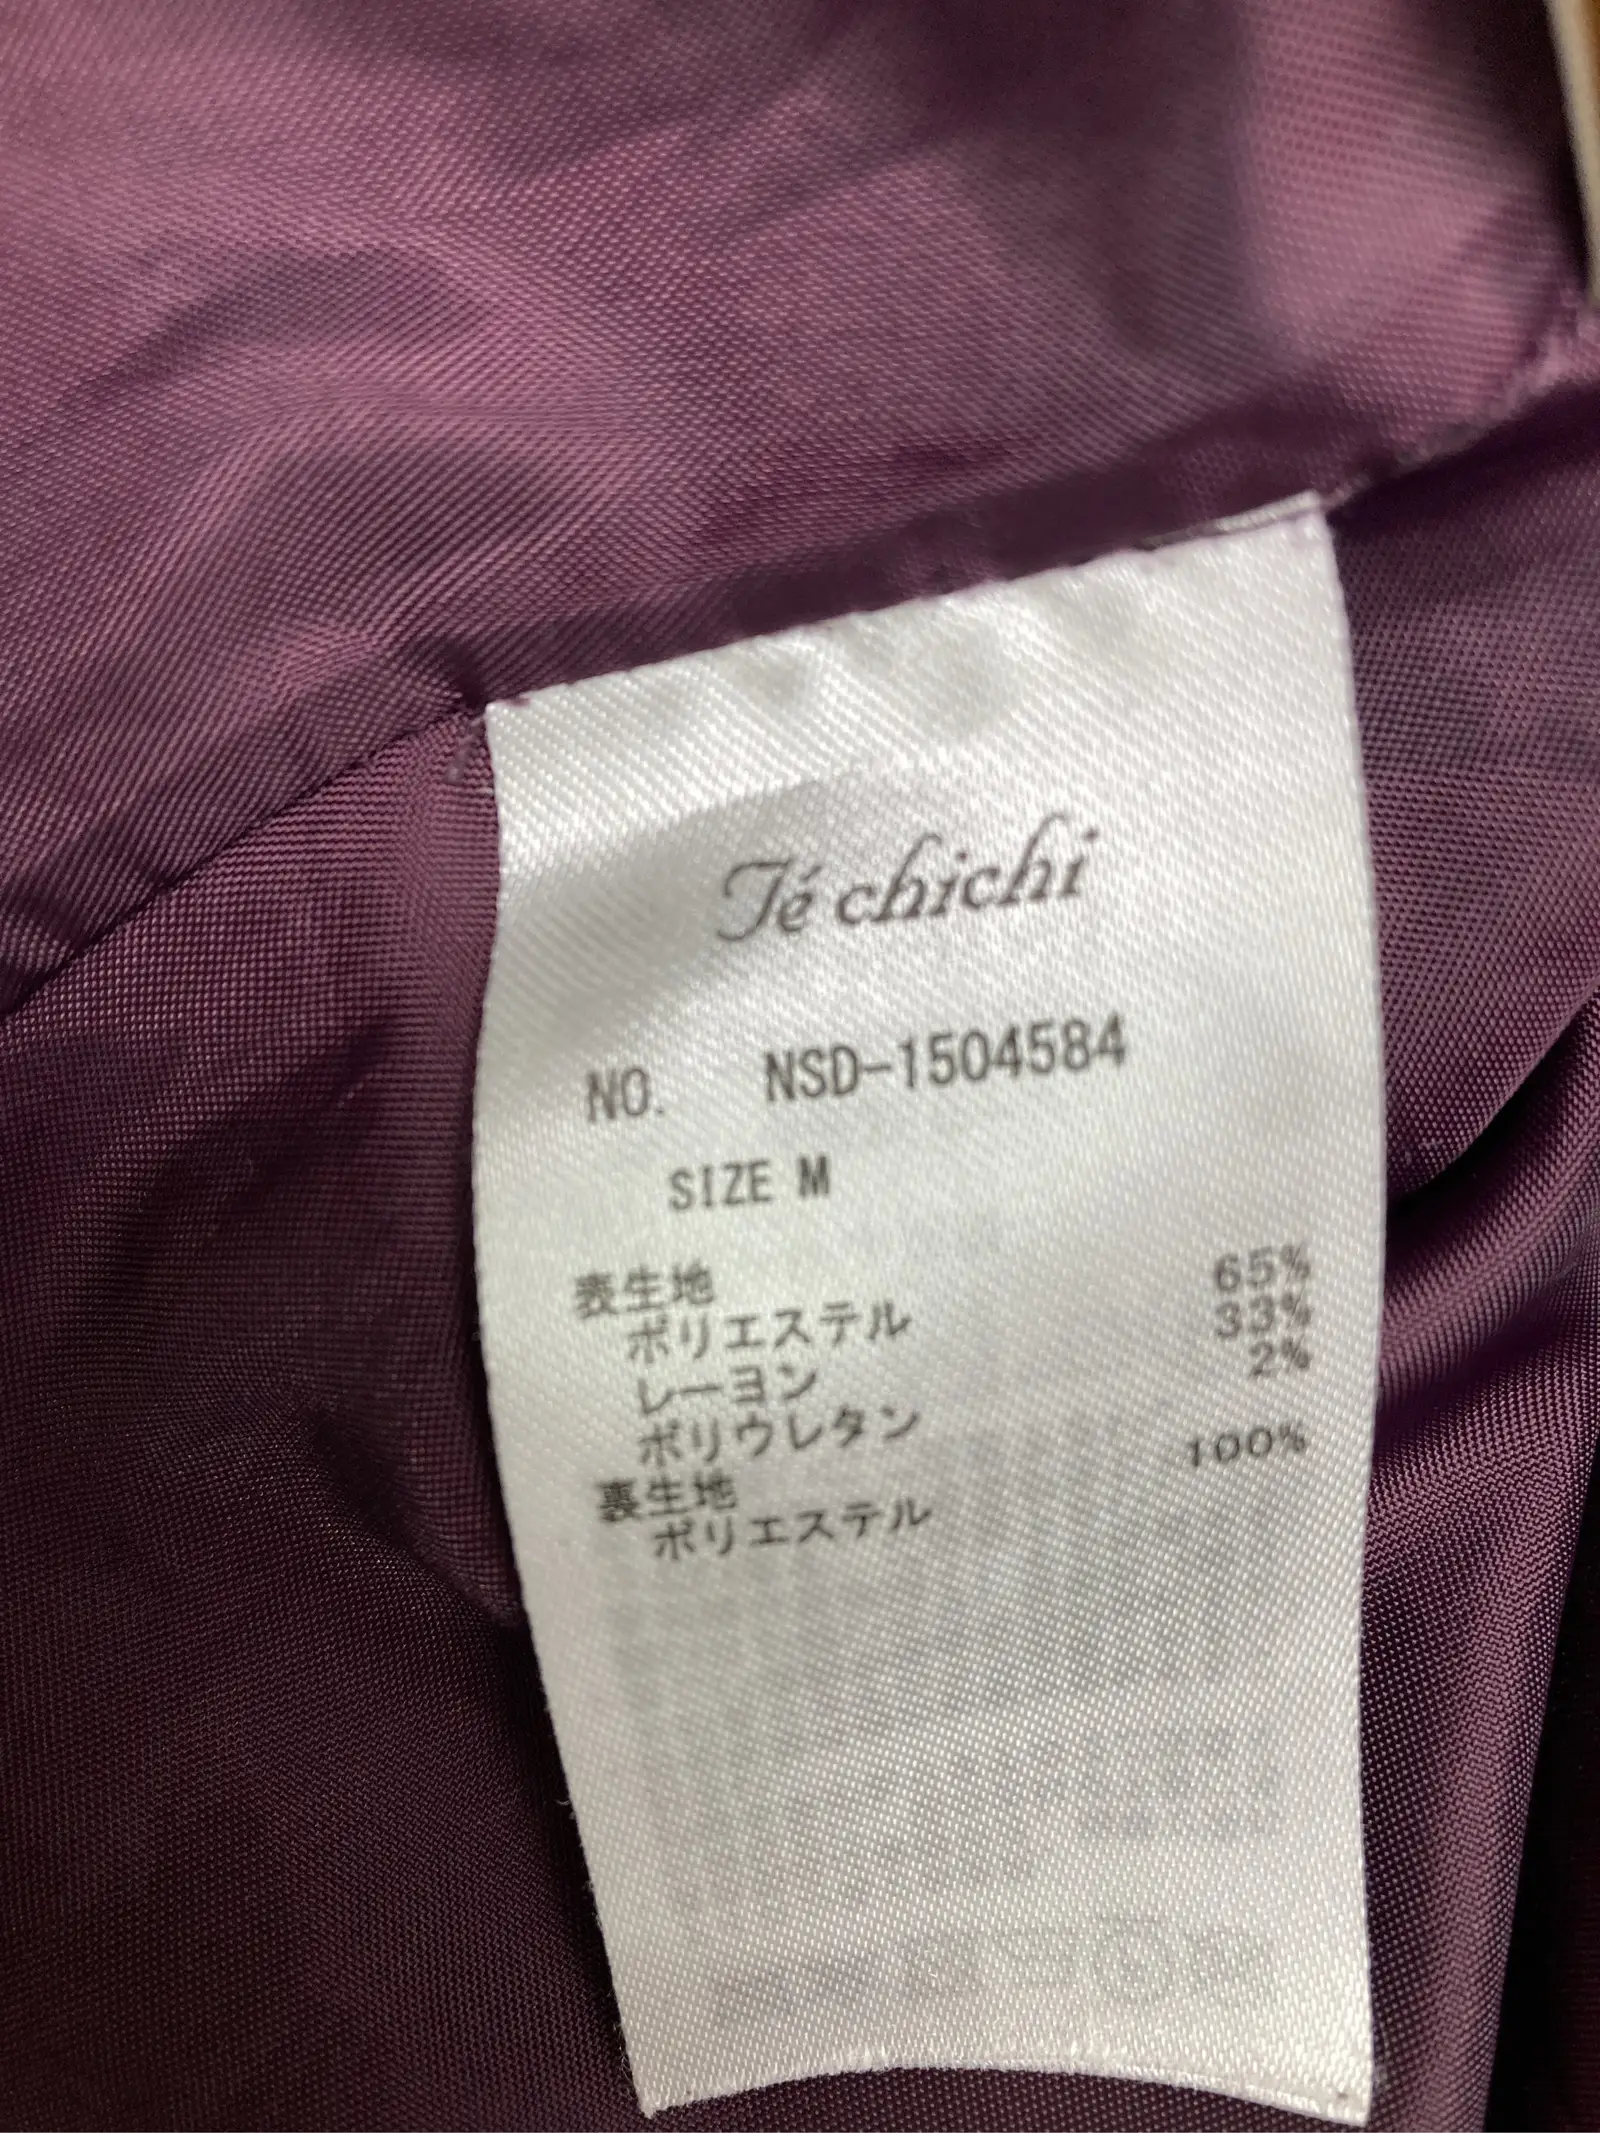 Té chichi
NO. NSD-1504584
SIZE M
表生地
ポリエステル 65%
レーヨン 33%
ポリウレタン 2%
裏生地
ポリエステル 100%